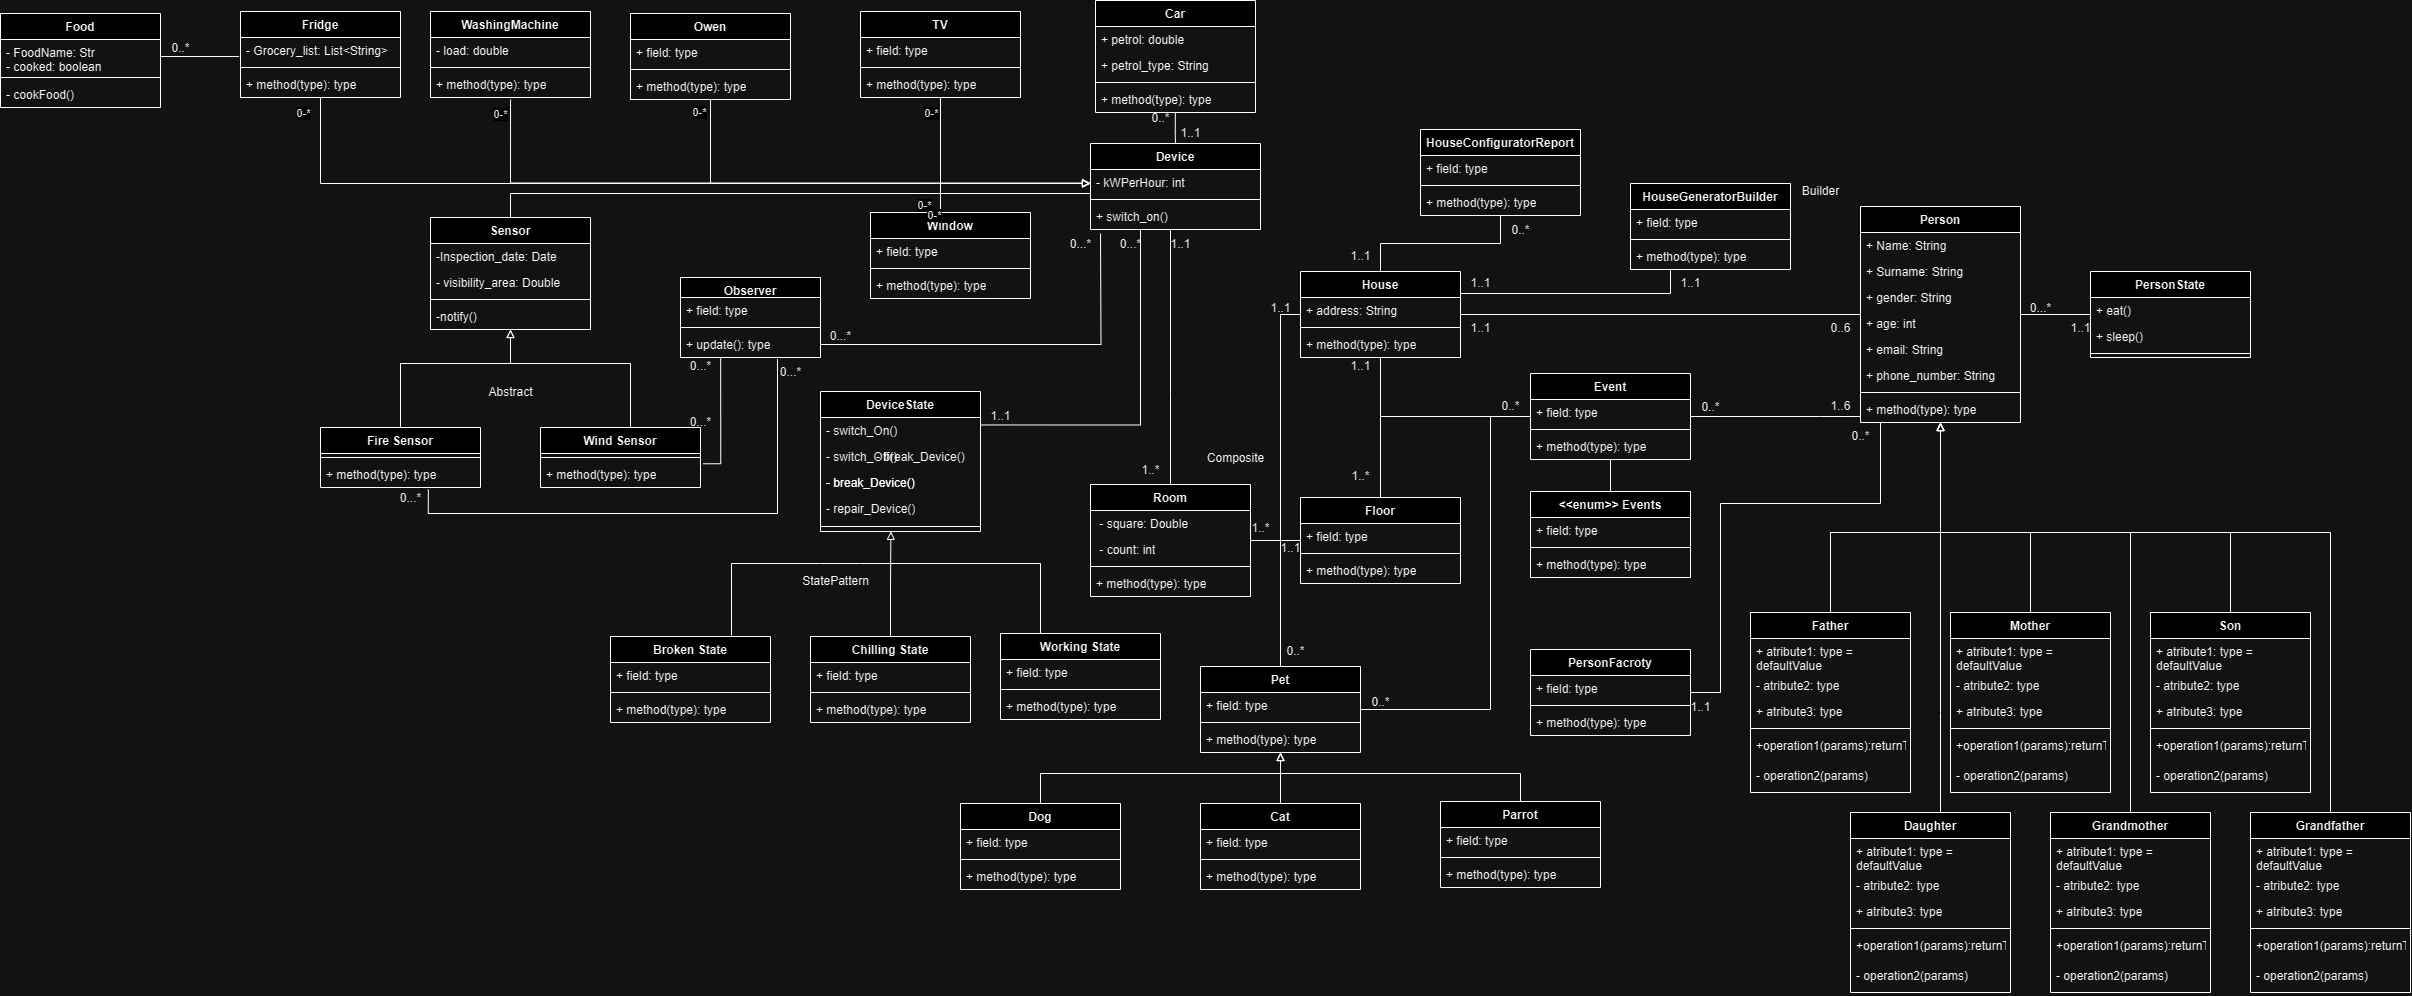 Food
- FoodName: Str
- cooked: boolean
- cookFood()
0..*
Fridge
- Grocery_list: List<String>
+ method(type): type
0-*
WashingMachine
- load: double
+ method(type): type
0-*
Owen
+ field: type
+ method(type): type
0-*
TV
+ field: type
+ method(type): type
0-*
Car
+ petrol: double
+ petrol_type: String
+ method(type): type
0..*
1..1
Device
- kWPerHour: int
+ switch_on()
0...*
0...*
1..1
0-*
0-*
Window
+ field: type
+ method(type): type
Sensor
-Inspection_date: Date
- visibility_area: Double
-notify()
Abstract
Observer
+ field: type
+ update(): type
0...*
0...*
0...*
Fire Sensor
+ method(type): type
0...*
Wind Sensor
+ method(type): type
0...*
DeviceState
- switch_On()
- switch_Off()
break_Device()
- break_Device()
- repair_Device()
1..1
StatePattern
Broken State
+ field: type
+ method(type): type
Chilling State
+ field: type
+ method(type): type
Working State
+ field: type
+ method(type): type
HouseConfiguratorReport
+ field: type
+ method(type): type
0..*
1..1
HouseGeneratorBuilder
+ field: type
+ method(type): type
Builder
1..1
1..1
House
+ address: String
+ method(type): type
1..1
1..1
0..6
1..1
Person
+ Name: String
+ Surname: String
+ gender: String
+ age: int
+ email: String
+ phone_number: String
+ method(type): type
0...*
1..1
PersonState
+ eat()
+ sleep()
Event
+ field: type
+ method(type): type
0..*
0..*
1..6
0..*
<<enum>> Events
+ field: type
+ method(type): type
Composite
1..*
Room
- square: Double
- count: int
+ method(type): type
1..*
1..1
1..*
Floor
+ field: type
+ method(type): type
0..*
Pet
+ field: type
+ method(type): type
0..*
PersonFacroty
+ field: type
+ method(type): type
1..1
Dog
+ field: type
+ method(type): type
Cat
+ field: type
+ method(type): type
Parrot
+ field: type
+ method(type): type
Father
+ atribute1: type =
defaultValue
- atribute2: type
+ atribute3: type
+operation1(params):returnT
- operation2(params)
Mother
+ atribute1: type =
defaultValue
- atribute2: type
+ atribute3: type
+operation1(params):returnT
- operation2(params)
Son
+ atribute1: type =
defaultValue
- atribute2: type
+ atribute3: type
+operation1(params):returnT
- operation2(params)
Daughter
+ atribute1: type =
defaultValue
- atribute2: type
+ atribute3: type
+operation1(params):returnT
- operation2(params)
Grandmother
+ atribute1: type =
defaultValue
- atribute2: type
+ atribute3: type
+operation1(params):returnT
- operation2(params)
Grandfather
+ atribute1: type =
defaultValue
- atribute2: type
+ atribute3: type
+operation1(params):returnT
- operation2(params)